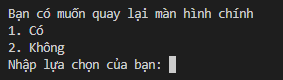 Bạn có muốn quay lại màn hình chính
1. Có
2. Không
Nhập lựa chọn của bạn: